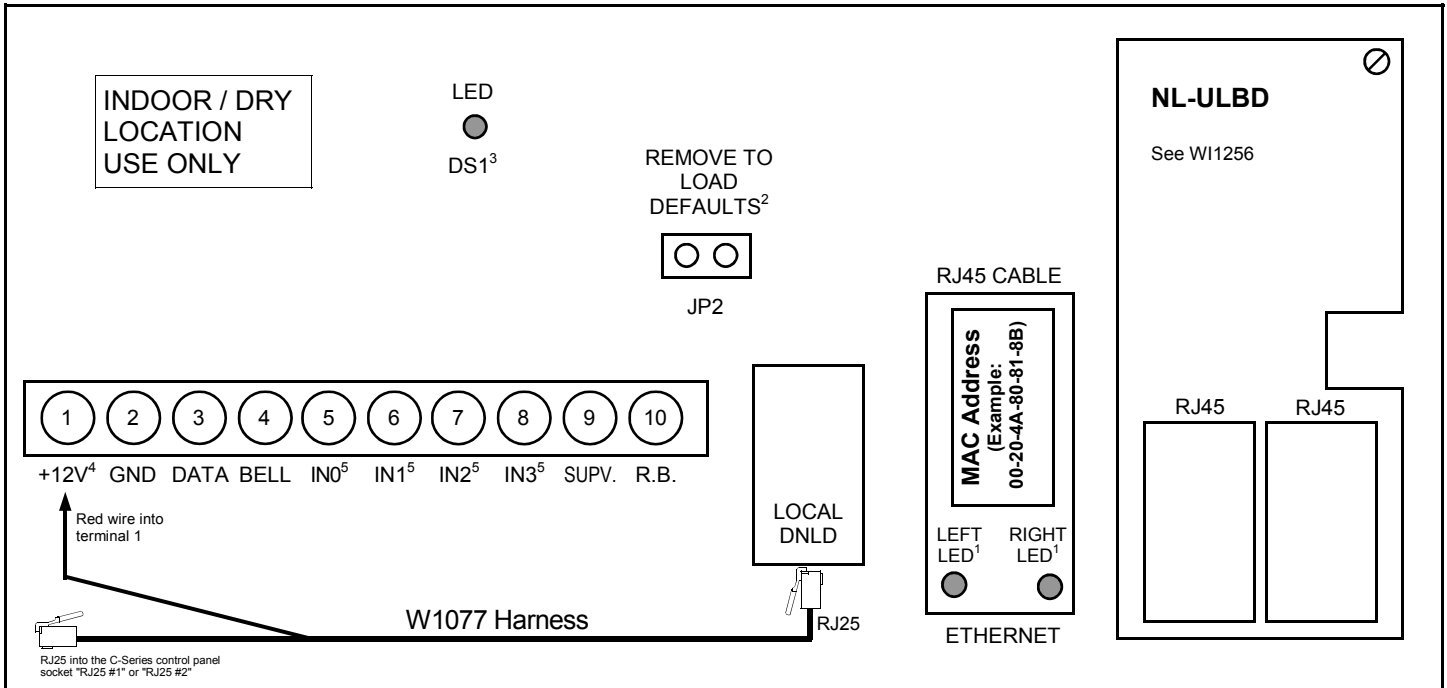 INDOOR / DRY
LOCATION
USE ONLY
LED
DS1³
REMOVE TO
LOAD
DEFAULTS²
JP2
NL-ULBD
See WI1256
RJ45 RJ45
RJ45 CABLE
MAC Address
(Example:
00-20-4A-80-81-8B)
LEFT
LED¹
RIGHT
LED¹
ETHERNET
1 2 3 4 5 6 7 8 9 10
+12V⁴ GND DATA BELL IN0⁵ IN1⁵ IN2⁵ IN3⁵ SUPV. R.B.
Red wire into
terminal 1
LOCAL
DNLD
W1077 Harness
RJ25
RJ25 into the C-Series control panel
socket "RJ25 #1" or "RJ25 #2"